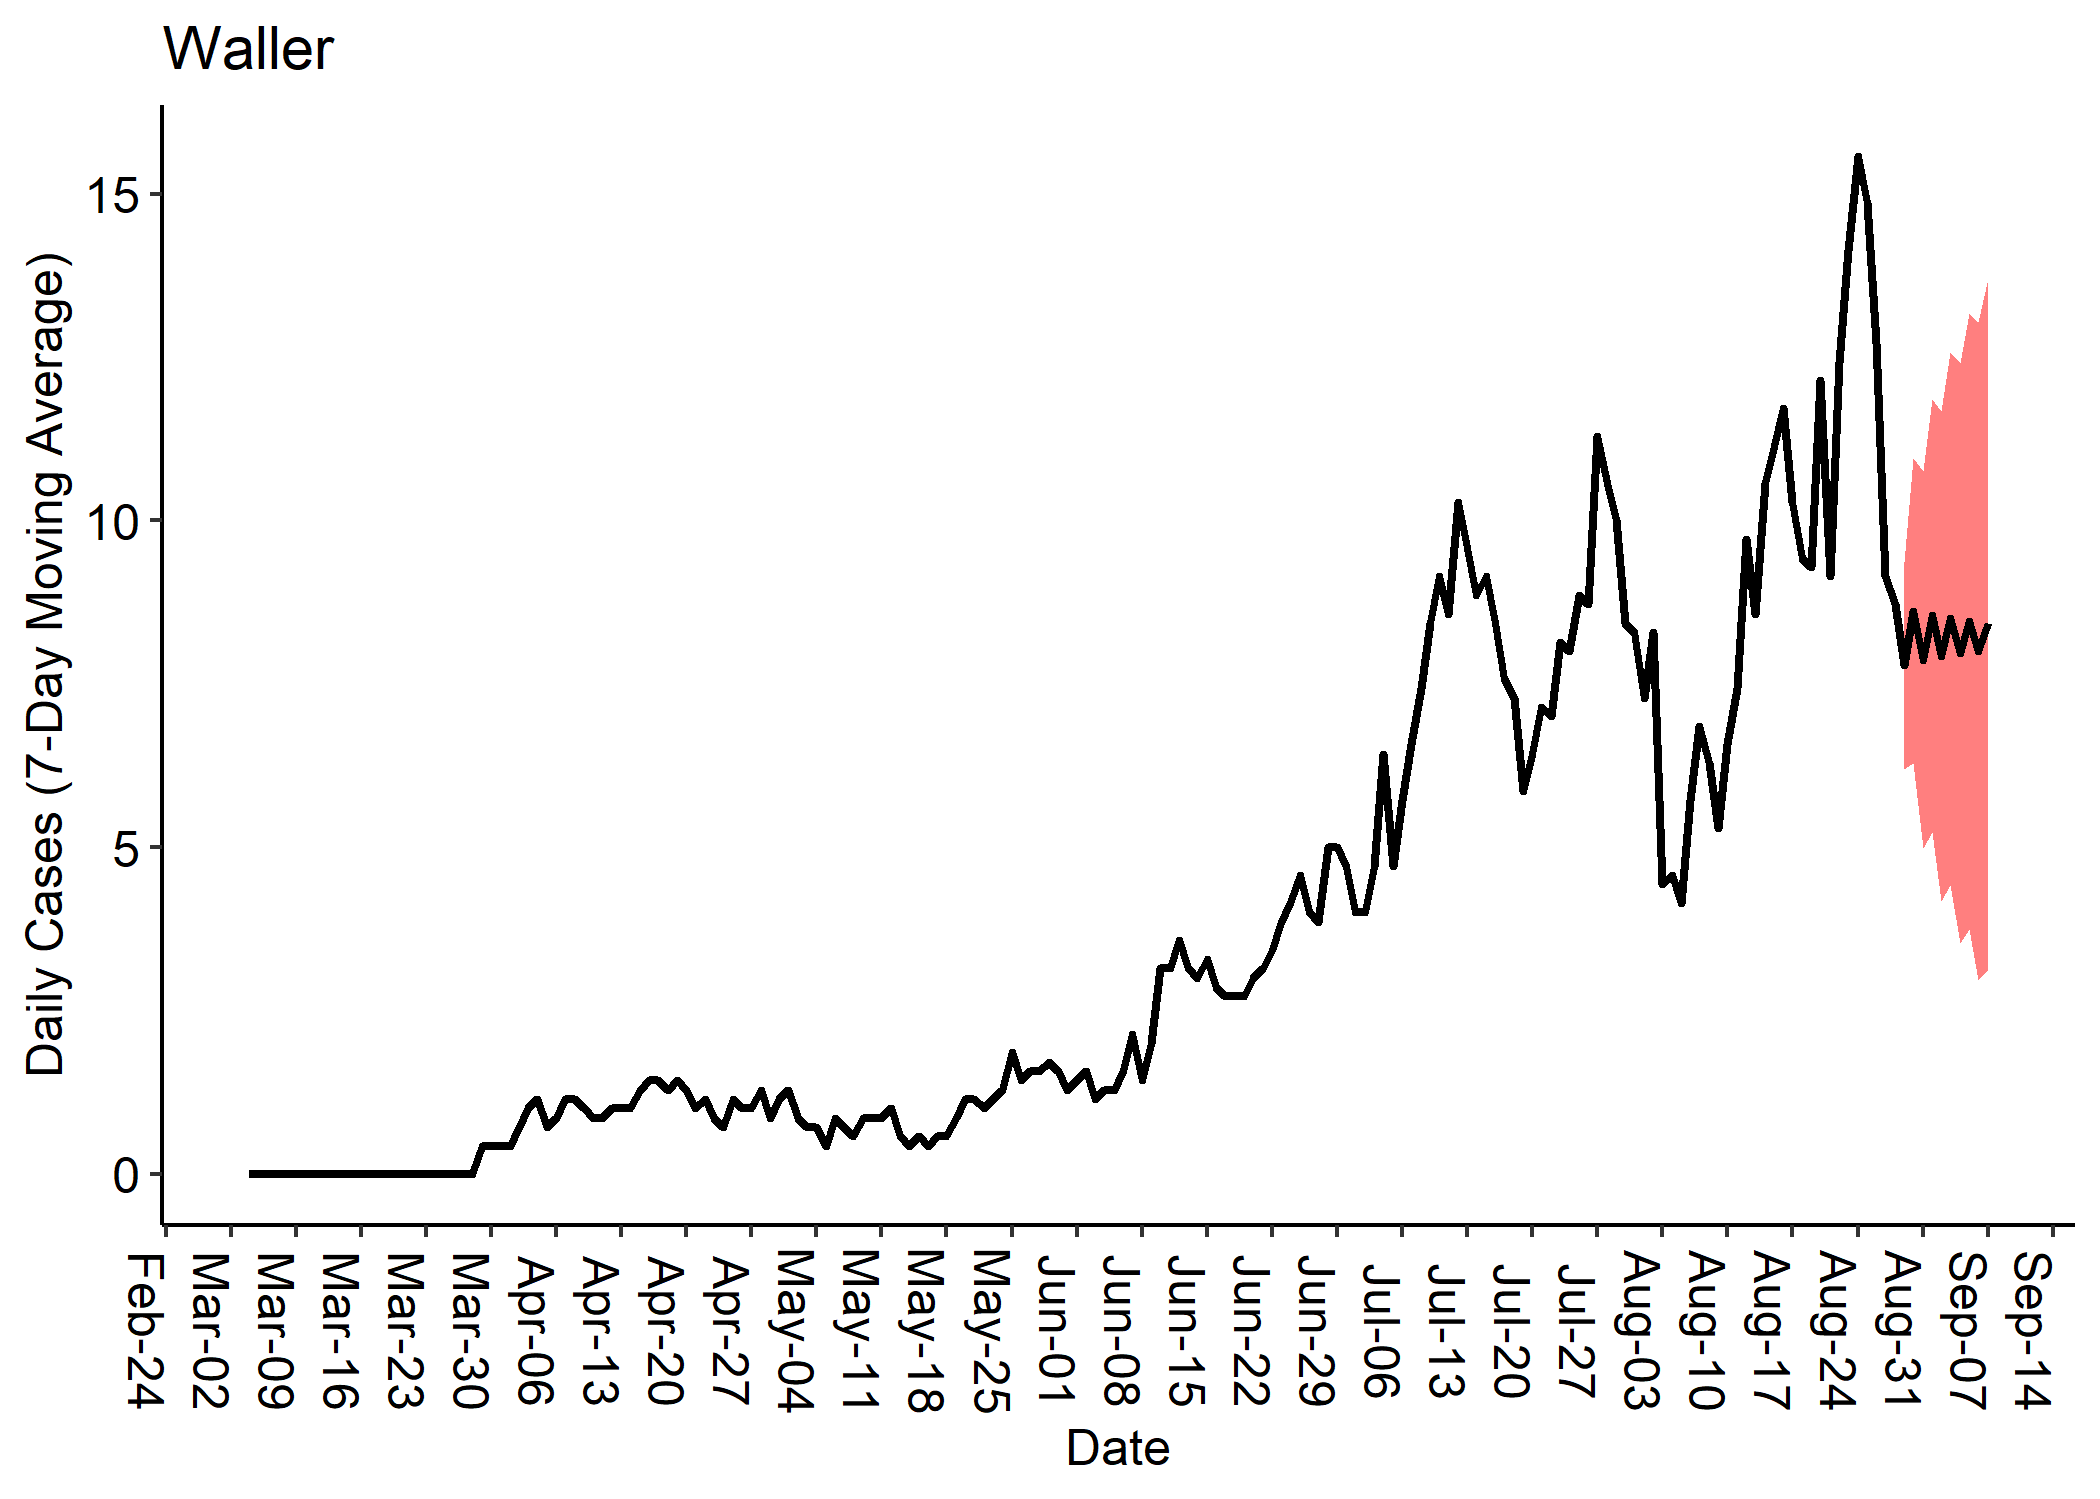 Waller
Daily Cases (7-Day Moving Average)
15
10
5
0
Feb-24
Mar-02
Mar-09
Mar-16
Mar-23
Mar-30
Apr-06
Apr-13
Apr-20
Apr-27
May-04
May-11
May-18
May-25
Jun-01
Jun-08
Jun-15
Jun-22
Jun-29
Jul-06
Jul-13
Jul-20
Jul-27
Aug-03
Aug-10
Aug-17
Aug-24
Aug-31
Sep-07
Sep-14
Date